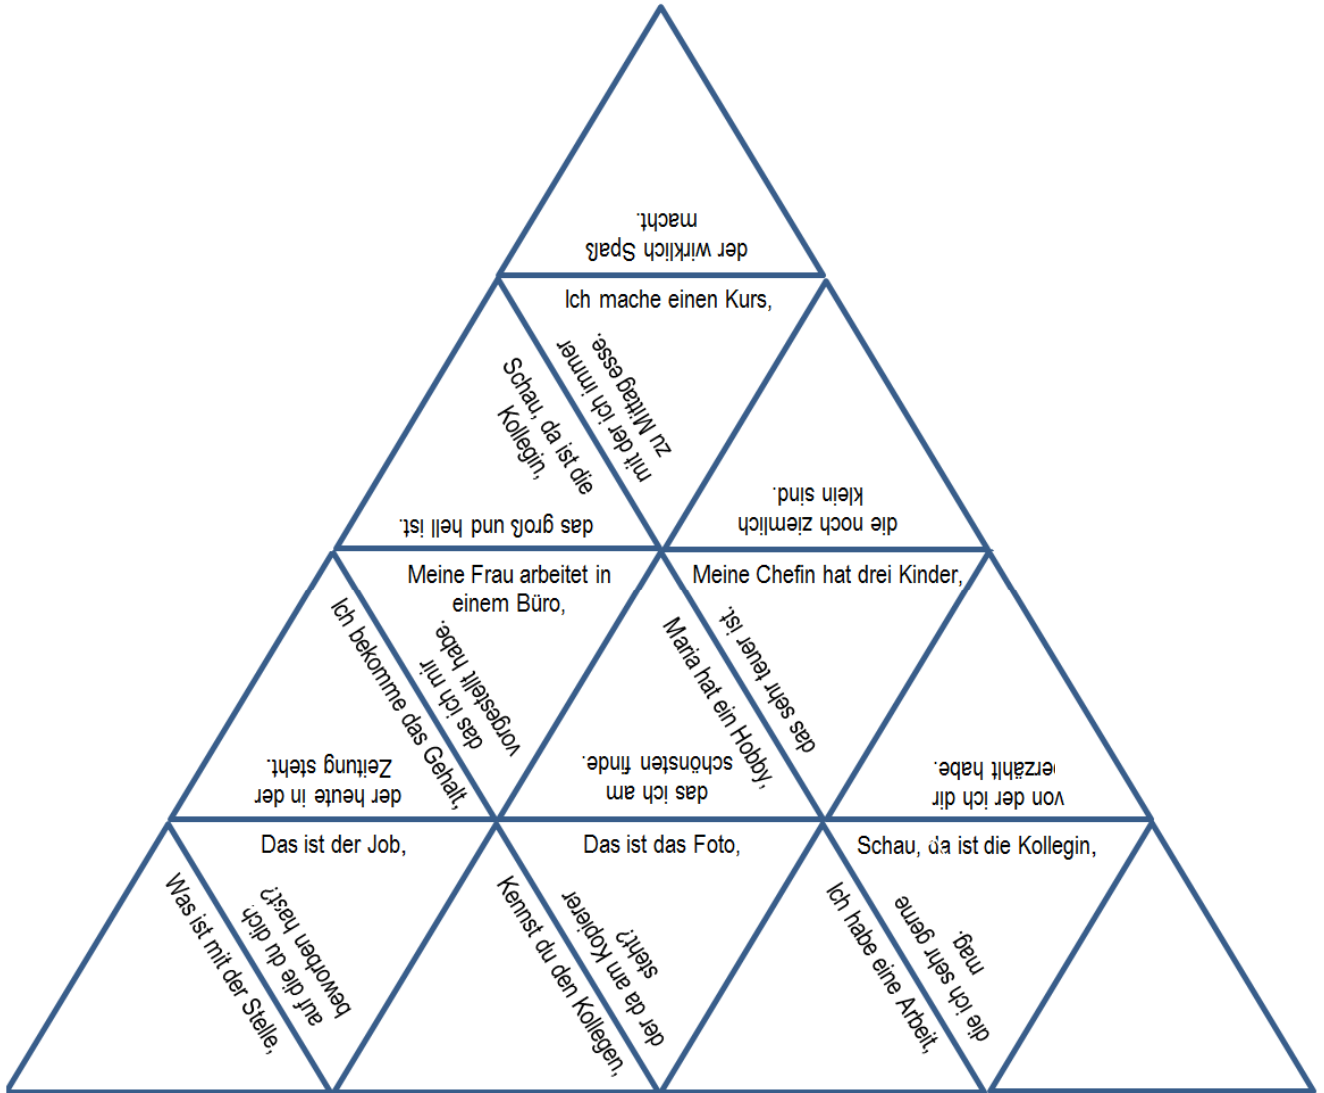 der wirklich Spaß
macht.
Ich mache einen Kurs,
Schau, da ist die
Kollegin,
mit der ich immer
zu Mittag esse.
das groß und hell ist.
die noch ziemlich
klein sind.
Meine Frau arbeitet in
einem Büro,
Meine Chefin hat drei Kinder,
Ich bekomme das Gehalt,
das ich mir
vorgestellt habe.
Maria hat ein Hobby,
das sehr teuer ist.
der heute in der
Zeitung steht.
das ich am
schönsten finde.
von der ich dir
erzählt habe.
Das ist der Job,
Das ist das Foto,
Schau, da ist die Kollegin,
Was ist mit der Stelle,
auf die du dich
beworben hast?
Kennst du den Kollegen,
der da am Kopierer
steht?
Ich habe eine Arbeit,
die ich sehr gerne
mag.